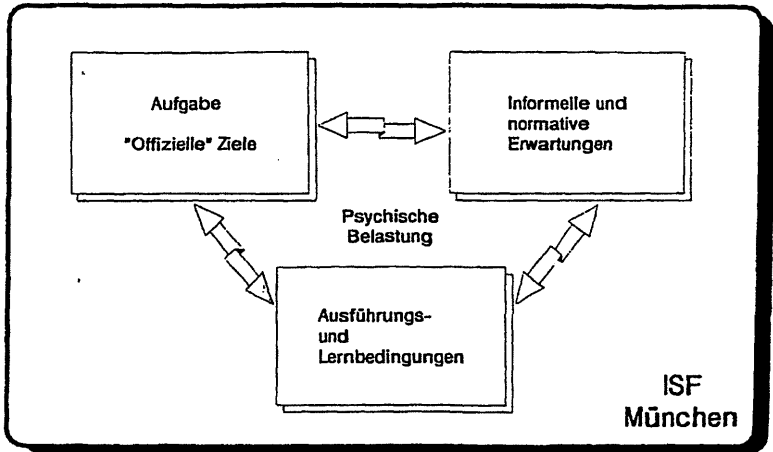 Aufgabe
"Offizielle" Ziele
Informelle und
normative
Erwartungen
Psychische
Belastung
Ausführungs-
und
Lernbedingungen
ISF
München